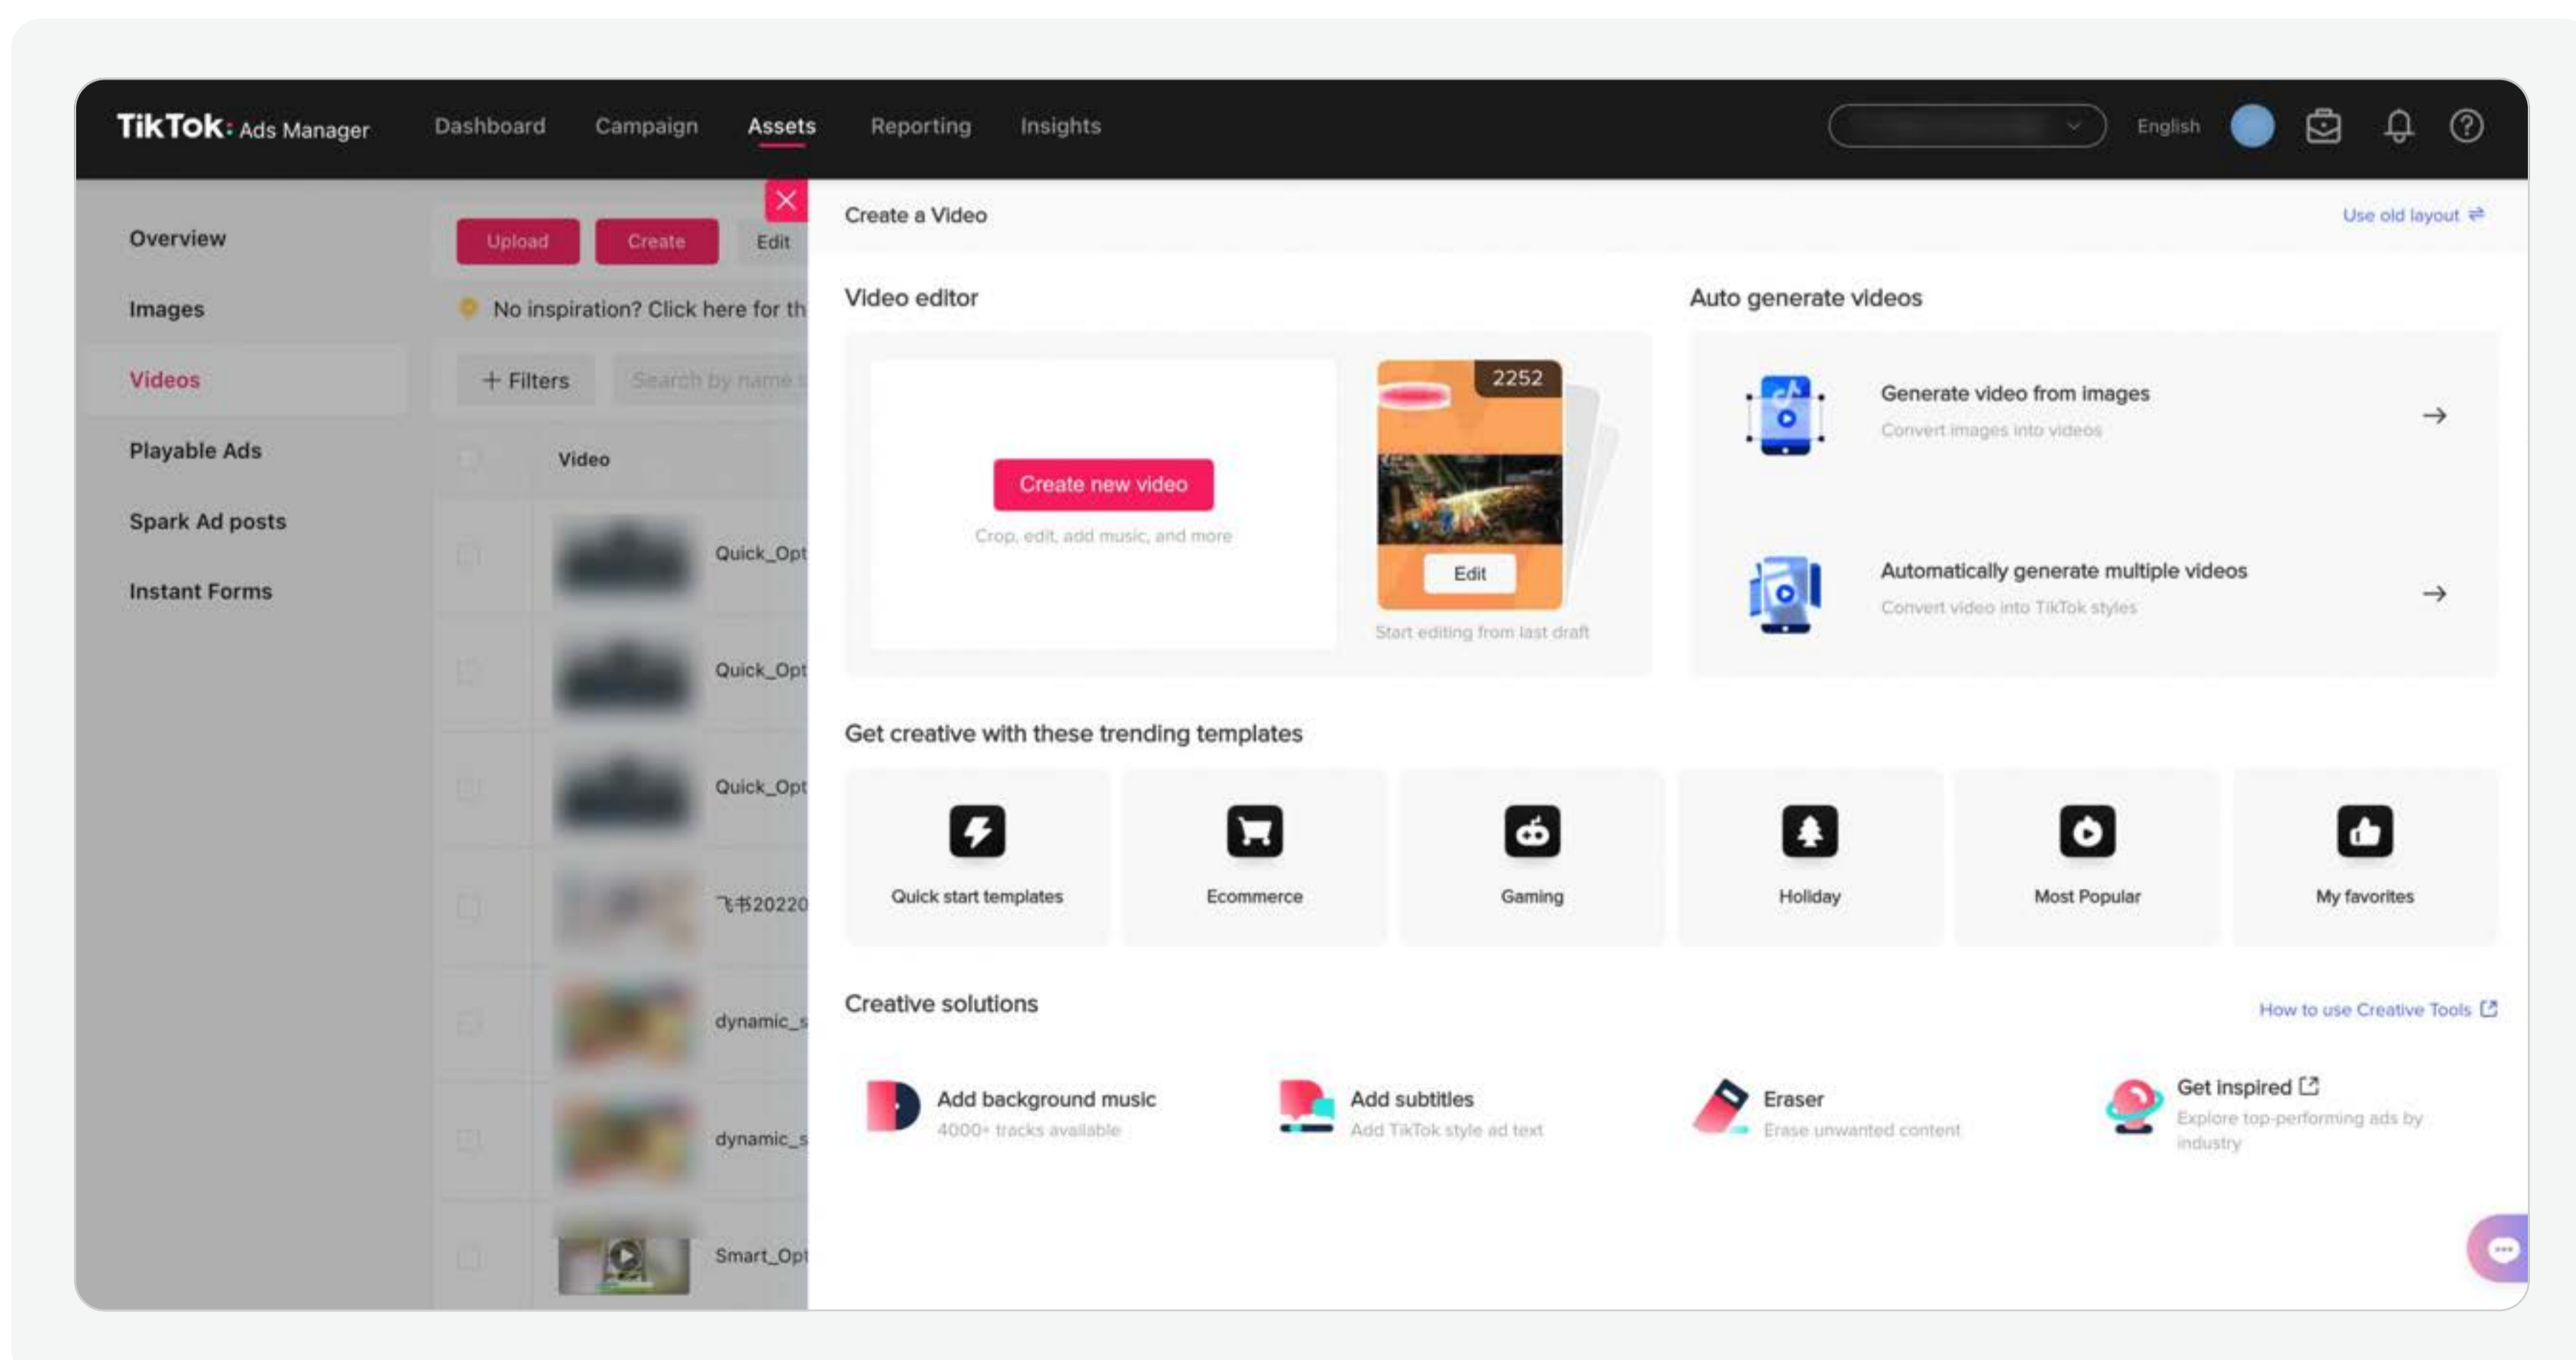 TikTok: Ads Manager
Dashboard
Campaign
Assets
Reporting
Insights
English
Overview
Images
Videos
Playable Ads
Spark Ad posts
Instant Forms
Upload
Create
Edit
No inspiration? Click here for th
+ Filters
Search by name
Video
Quick_Opt
Quick_Opt
Quick_Opt
飞书20220
dynamic_s
dynamic_s
Smart_Opt
Create a Video
Use old layout
Video editor
Create new video
Crop, edit, add music, and more
2252
Edit
Start editing from last draft
Auto generate videos
Generate video from images
Convert images into videos
Automatically generate multiple videos
Convert video into TikTok styles
Get creative with these trending templates
Quick start templates
Ecommerce
Gaming
Holiday
Most Popular
My favorites
Creative solutions
How to use Creative Tools
Add background music
4000+ tracks available
Add subtitles
Add TikTok style ad text
Eraser
Erase unwanted content
Get inspired
Explore top-performing ads by
industry